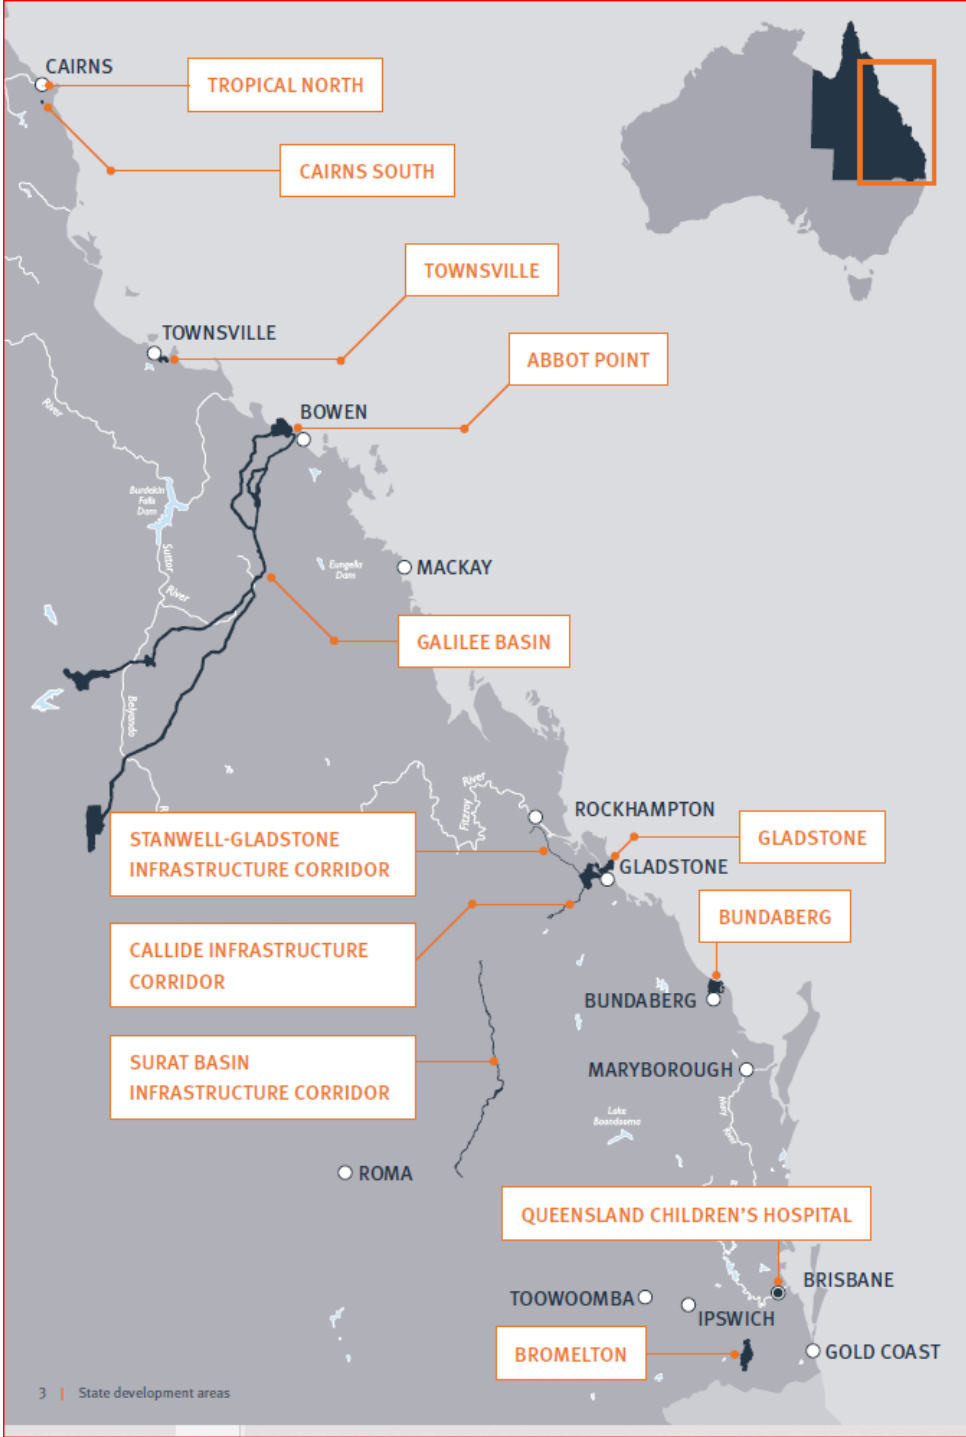 CAIRNS
TROPICAL NORTH
CAIRNS SOUTH
TOWNSVILLE
TOWNSVILLE
ABBOT POINT
BOWEN
River
Burdekin
Falls
Dam
Suttor
River
Eungella
Dam
MACKAY
GALILEE BASIN
Belyando
R
Fitzroy
River
ROCKHAMPTON
STANWELL-GLADSTONE
INFRASTRUCTURE CORRIDOR
GLADSTONE
GLADSTONE
BUNDABERG
CALLIDE INFRASTRUCTURE
CORRIDOR
BUNDABERG
SURAT BASIN
INFRASTRUCTURE CORRIDOR
MARYBOROUGH
Mary River
Lake
Boondooma
ROMA
QUEENSLAND CHILDREN'S HOSPITAL
BRISBANE
TOOWOOMBA
IPSWICH
BROMELTON
GOLD COAST
3 | State development areas